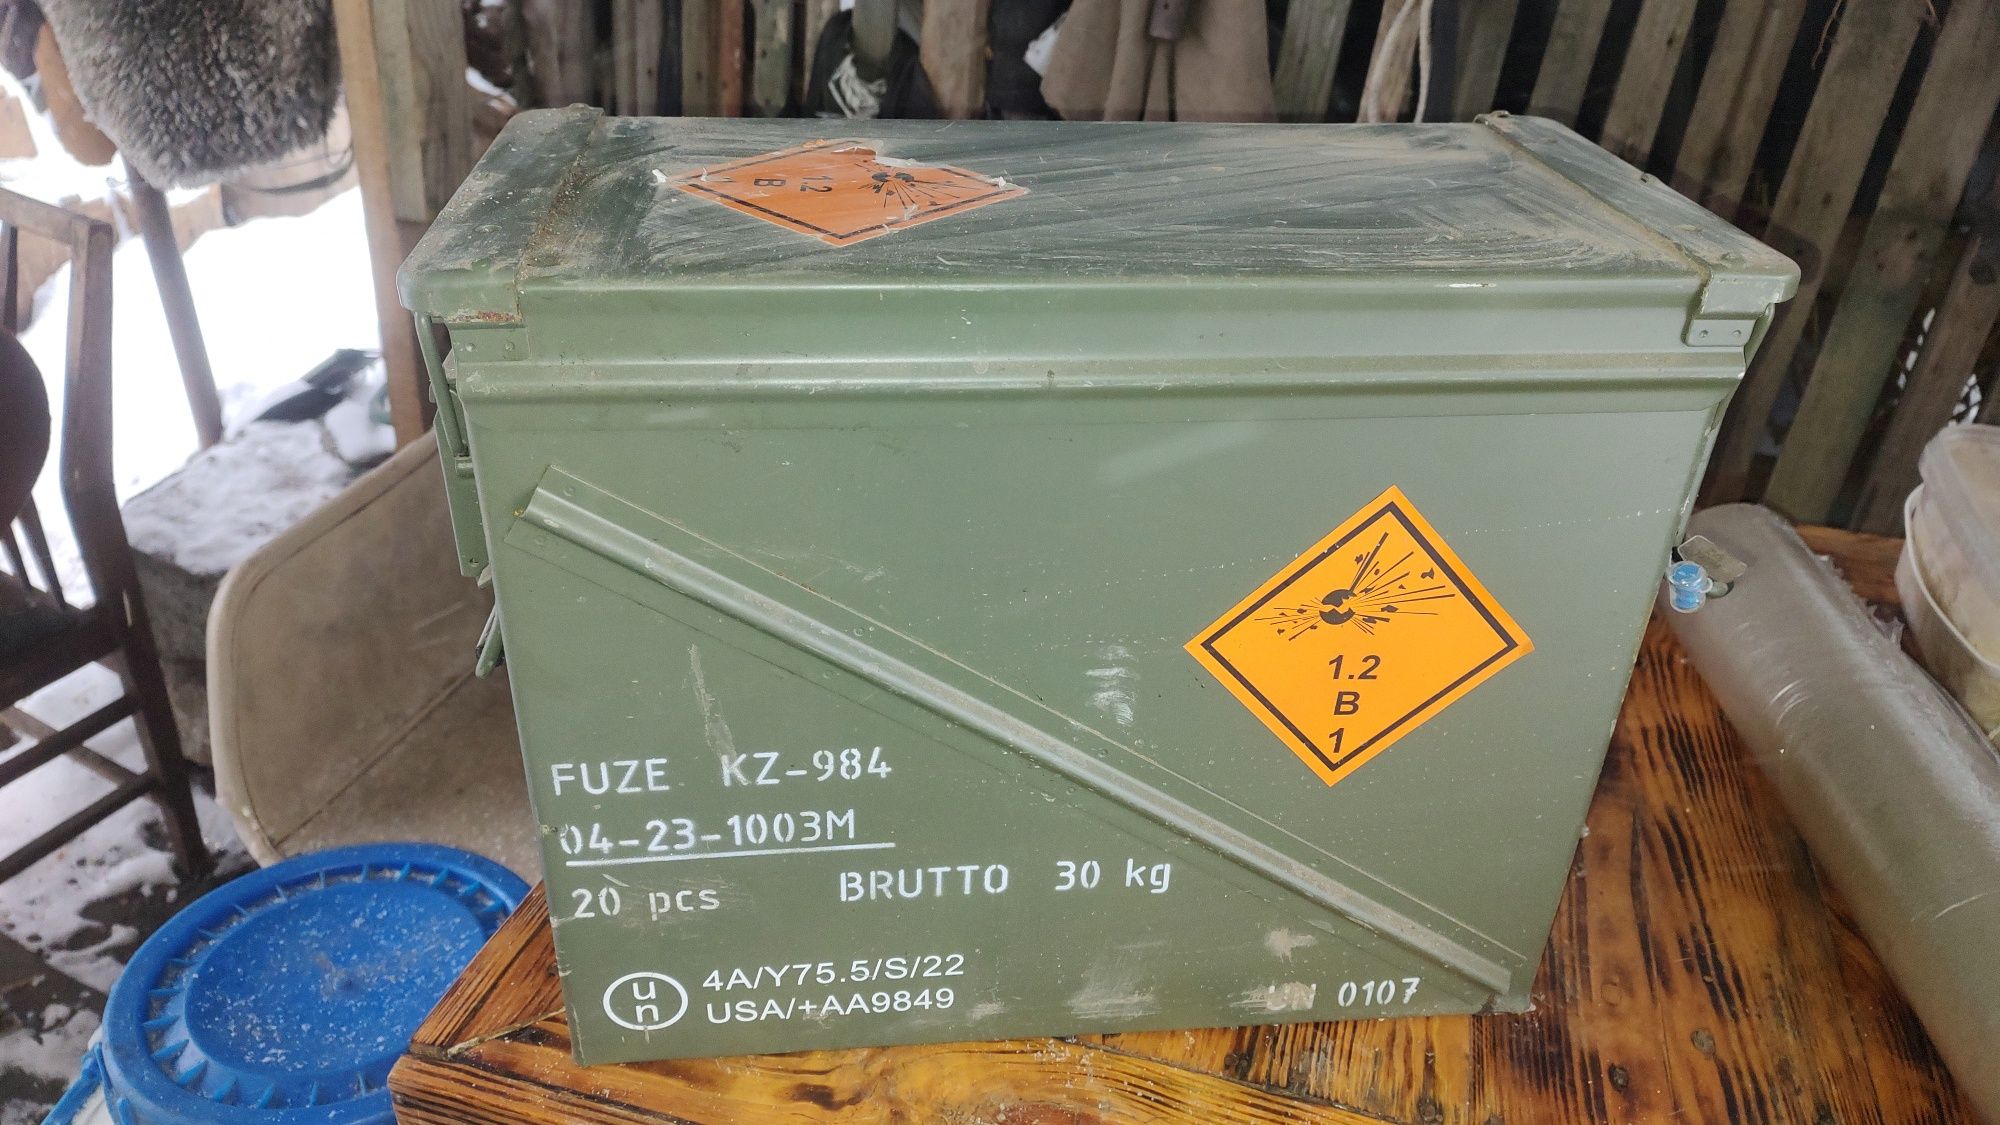 1.2
B
1.2
B
1
FUZE KZ-984
04-23-1003M
20 pcs BRUTTO 30 kg
un
4A/Y75.5/S/22
USA/+AA9849
UN 0107